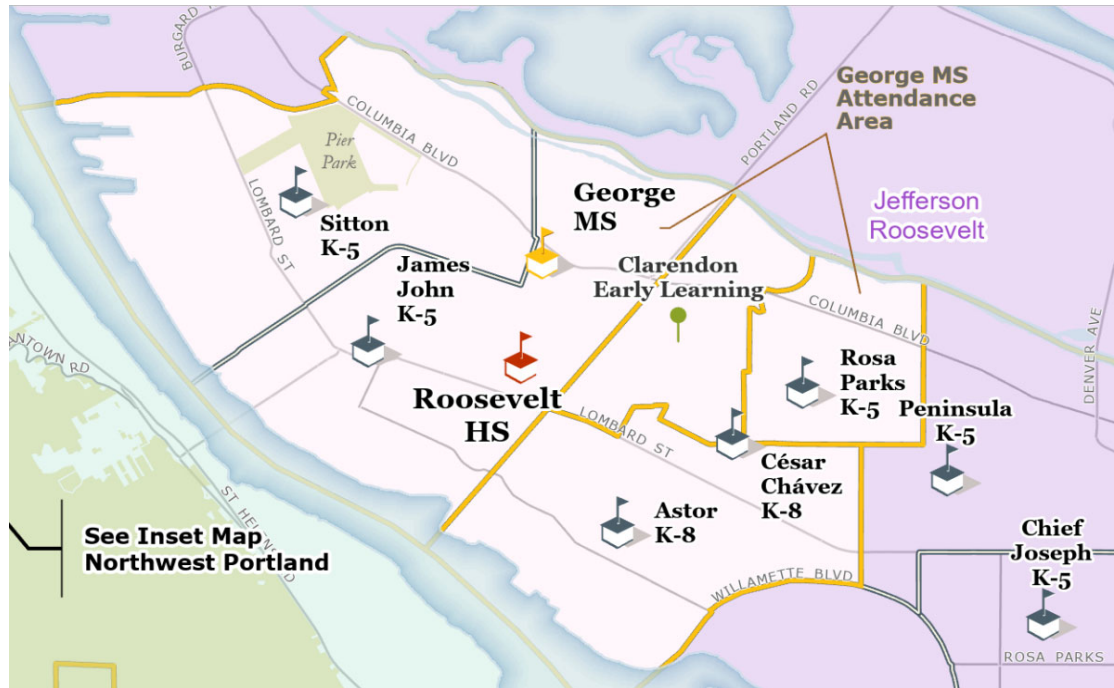 BURGARD
COLUMBIA BLVD
PORTLAND RD
George MS
Attendance
Area
Pier
Park
LOMBARD ST
Sitton
K-5
George
MS
Jefferson
Roosevelt
James
John
K-5
Clarendon
Early Learning
COLUMBIA BLVD
DENVER AVE
Rosa
Parks
K-5
Roosevelt
HS
LOMBARD ST
Peninsula
K-5
César
Chávez
K-8
Astor
K-8
ANTOWN RD
ST HELENS RD
See Inset Map
Northwest Portland
WILLAMETTE BLVD
Chief
Joseph
K-5
ROSA PARKS